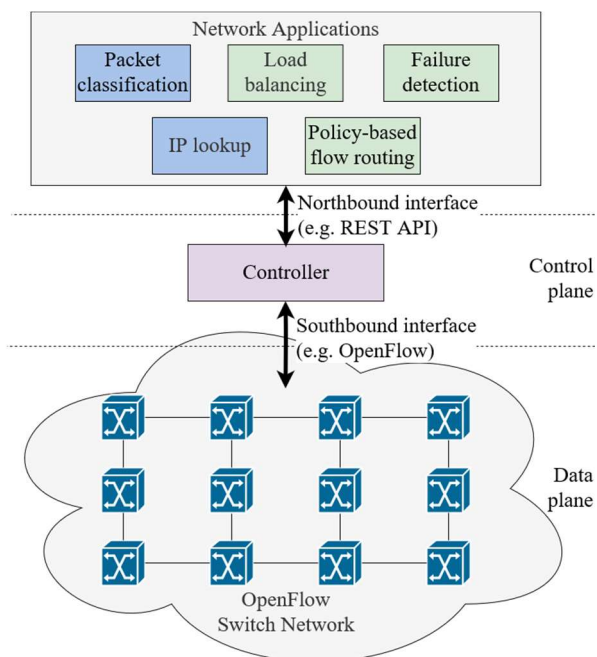 Network Applications
Packet
classification
Load
balancing
Failure
detection
IP lookup
Policy-based
flow routing
Northbound interface
(e.g. REST API)
Controller
Control
plane
Southbound interface
(e.g. OpenFlow)
Data
plane
OpenFlow
Switch Network